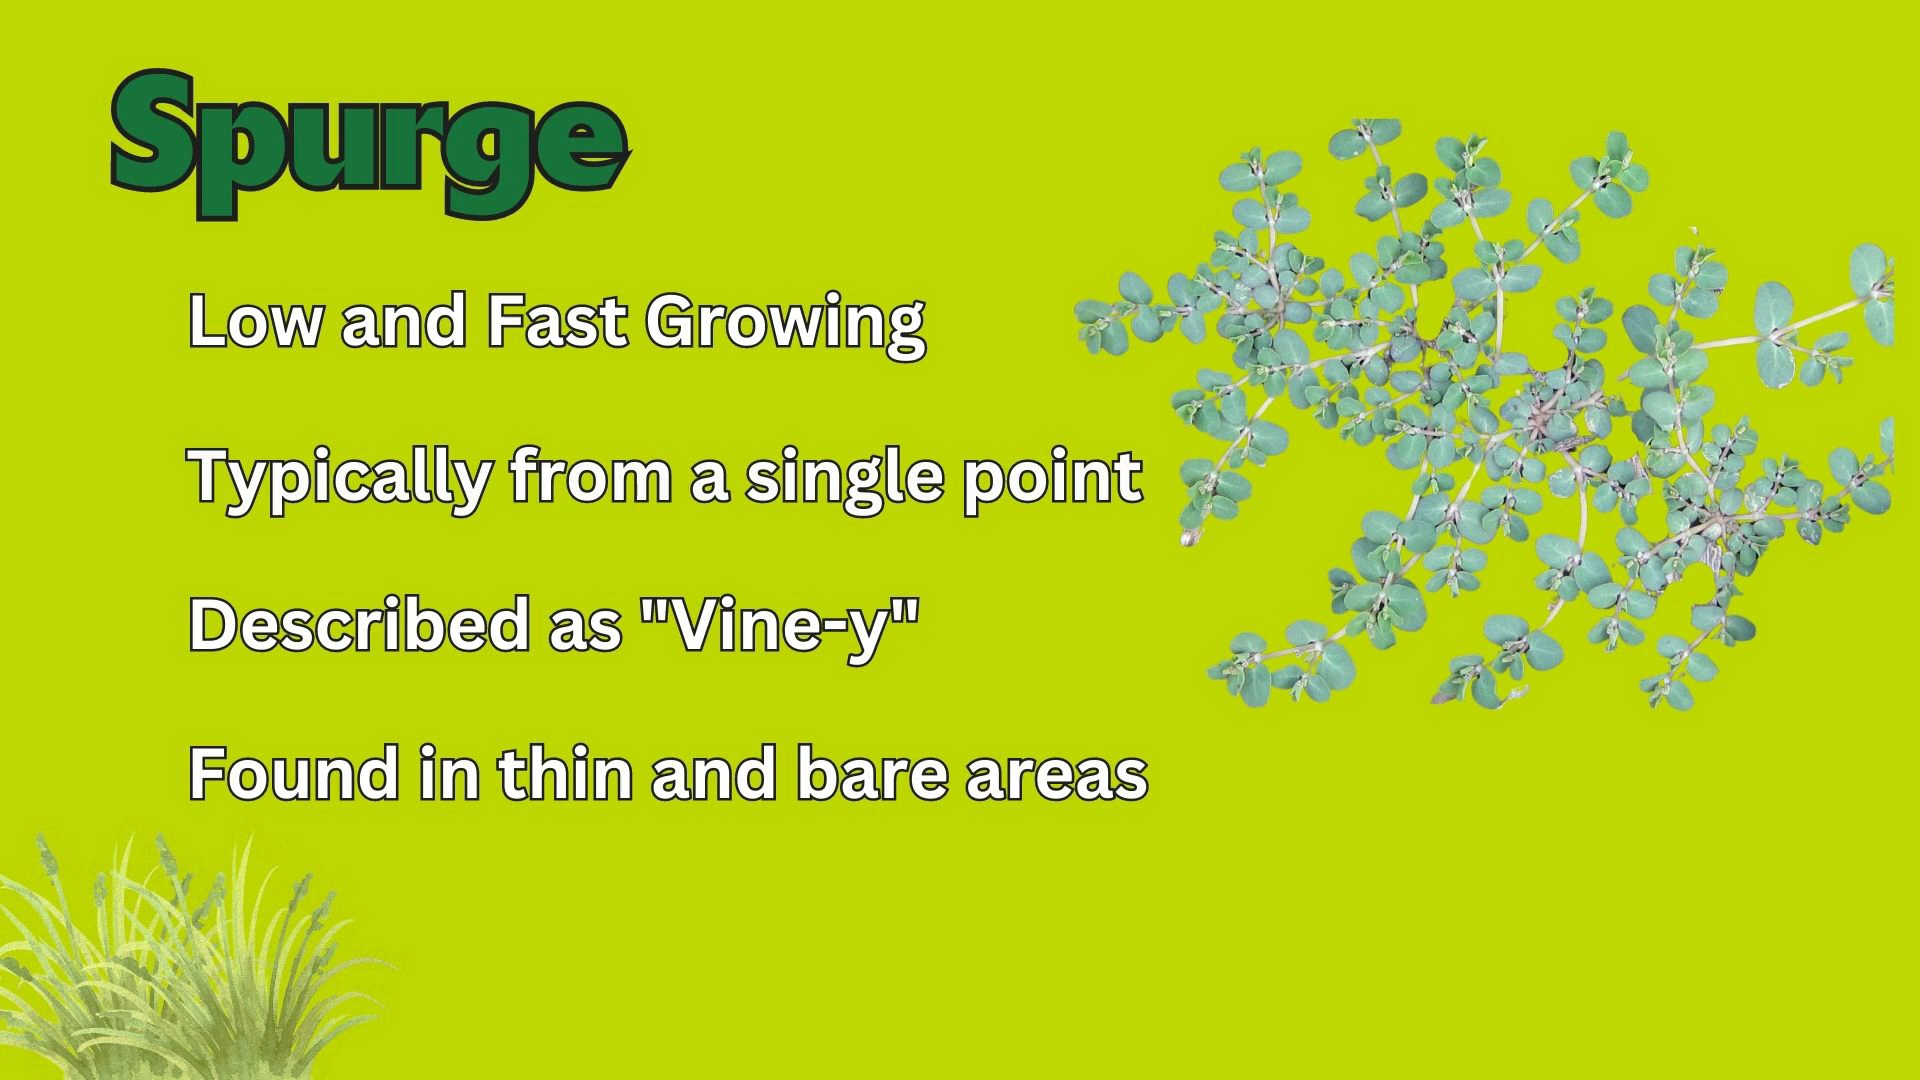 Spurge
Low and Fast Growing
Typically from a single point
Described as "Vine-y"
Found in thin and bare areas